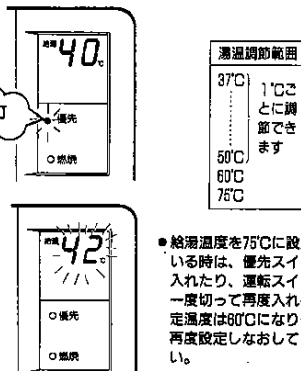 給湯 40℃
優先
燃焼
湯温調節範囲
37℃
50℃
1℃ご
とに調
節でき
ます
60℃
75℃
給湯 42℃
優先
燃焼
●給湯温度を75℃に設
いる時は、優先スイ
入れたり、運転スイ
一度切って再度入れ
定温度は60℃になり
再度設定しなおして
い。